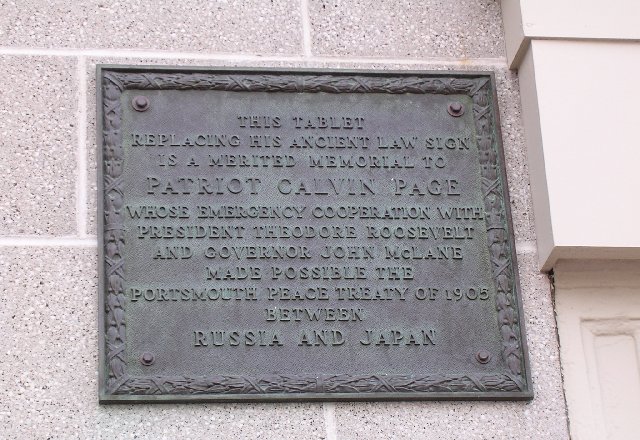 THIS TABLET
REPLACING HIS ANCIENT LAW SIGN
IS A MERITED MEMORIAL TO
PATRIOT CALVIN PAGE
WHOSE EMERGENCY COOPERATION WITH
PRESIDENT THEODORE ROOSEVELT
AND GOVERNOR JOHN McLANE
MADE POSSIBLE THE
PORTSMOUTH PEACE TREATY OF 1905
BETWEEN
RUSSIA AND JAPAN